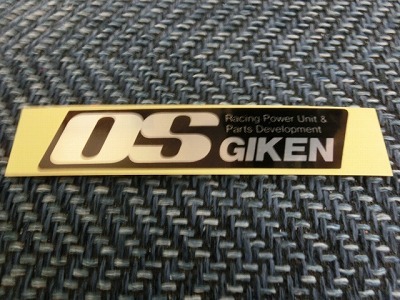 OS
Racing Power Unit &
Parts Development
GIKEN